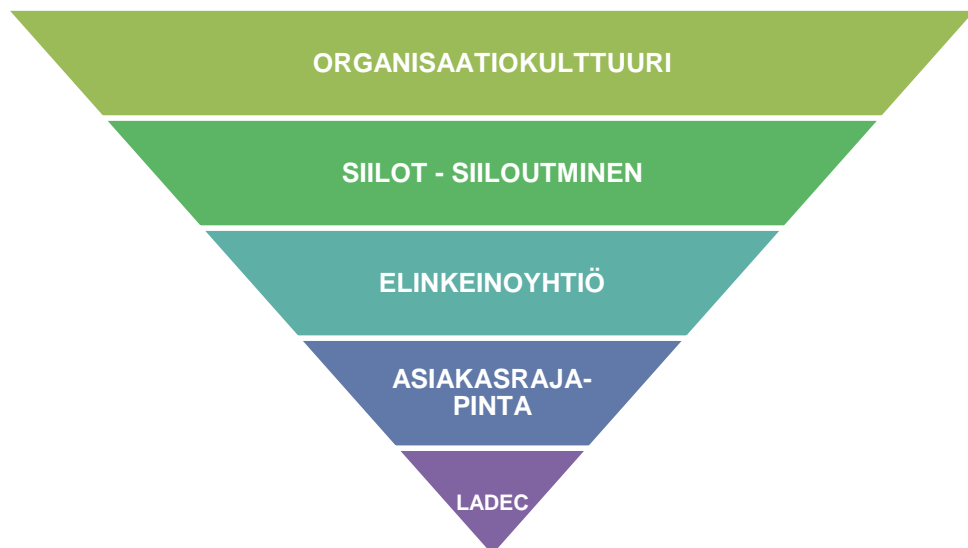 ORGANISAATIOKULTTUURI
SIILOT - SIILOUTMINEN
ELINKEINOYHTIÖ
ASIAKASRAJA-
PINTA
LADEC